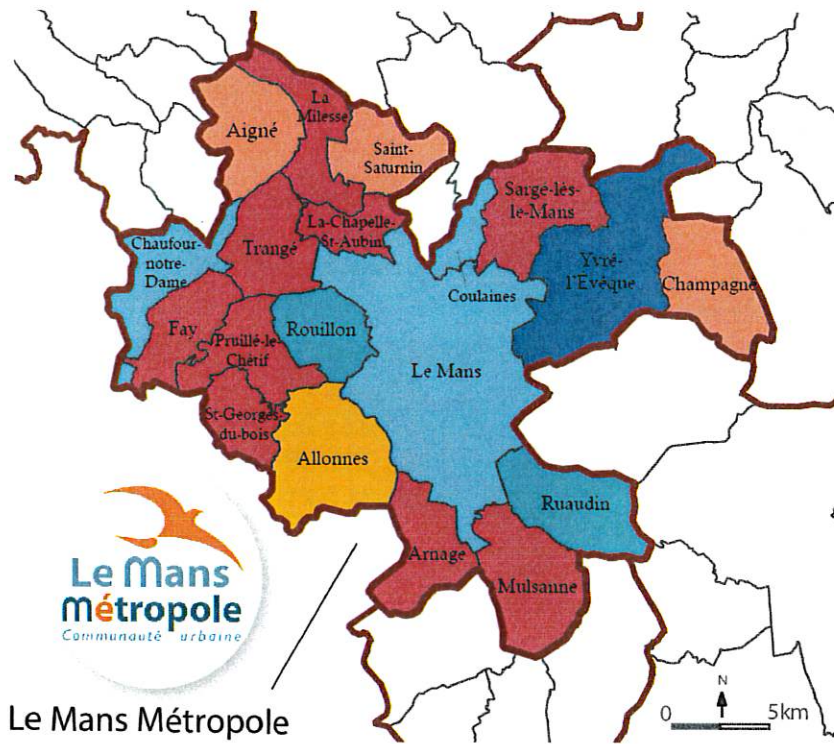 La
Milesse
Aigné
Saint-
Saturnin
Sarge-lés-
le-Mans
La-Chapelle-
St-Aubin
Chaufour-
notre-
Dame
Trangé
Yvré-
l'Evêque
Champagné
Coulaines
Fay
Pruillé-le-
Chétif
Rouillon
Le Mans
St-Georges-
du-bois
Allonnes
Ruaudin
Arnage
Mulsanne
Le Mans
Métropole
Communauté urbaine
Le Mans Métropole
N
0 5km